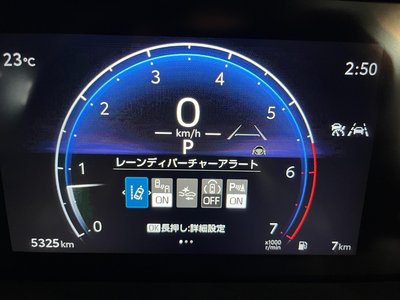 23℃
2:50
3 4
2 5
0
km/h
P
レーンディパーチャーアラート
1 6
ON OFF P ON
0 7
OK長押し:詳細設定
5325 km
x1000
r/min
7km